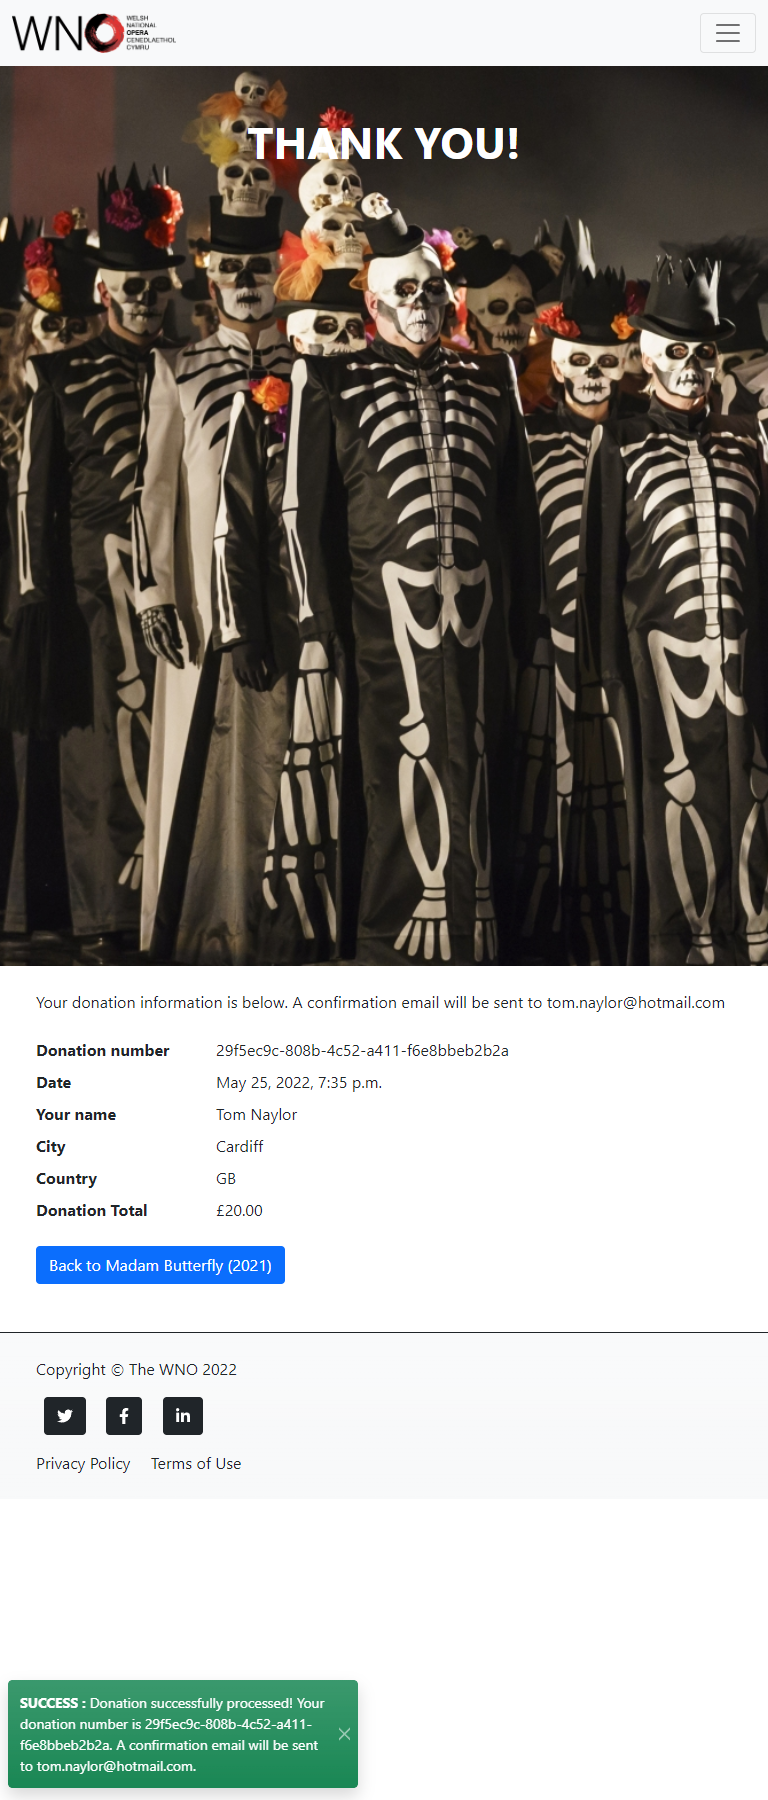 WNO
WELSH
NATIONAL
OPERA
CENEDLAETHOL
CYMRU
THANK YOU!
Your donation information is below. A confirmation email will be sent to tom.naylor@hotmail.com
Donation number 29f5ec9c-808b-4c52-a411-f6e8bbeb2b2a
Date May 25, 2022, 7:35 p.m.
Your name Tom Naylor
City Cardiff
Country GB
Donation Total £20.00
Back to Madam Butterfly (2021)
Copyright © The WNO 2022
Privacy Policy Terms of Use
SUCCESS : Donation successfully processed! Your
donation number is 29f5ec9c-808b-4c52-a411-
f6e8bbeb2b2a. A confirmation email will be sent
to tom.naylor@hotmail.com.